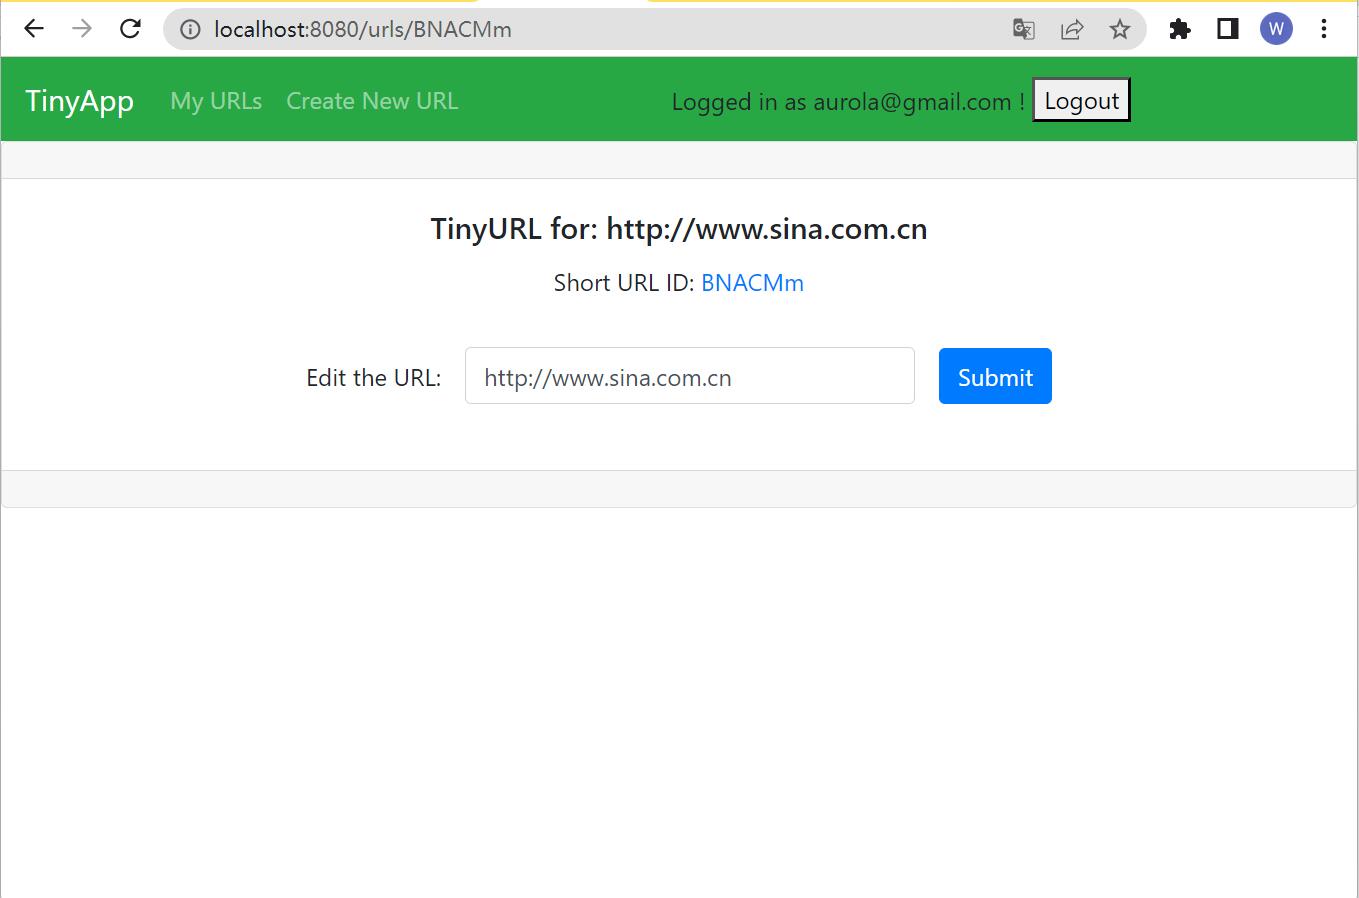 localhost:8080/urls/BNACMm
W
TinyApp My URLs Create New URL Logged in as aurola@gmail.com ! Logout
TinyURL for: http://www.sina.com.cn
Short URL ID: BNACMm
Edit the URL: http://www.sina.com.cn Submit